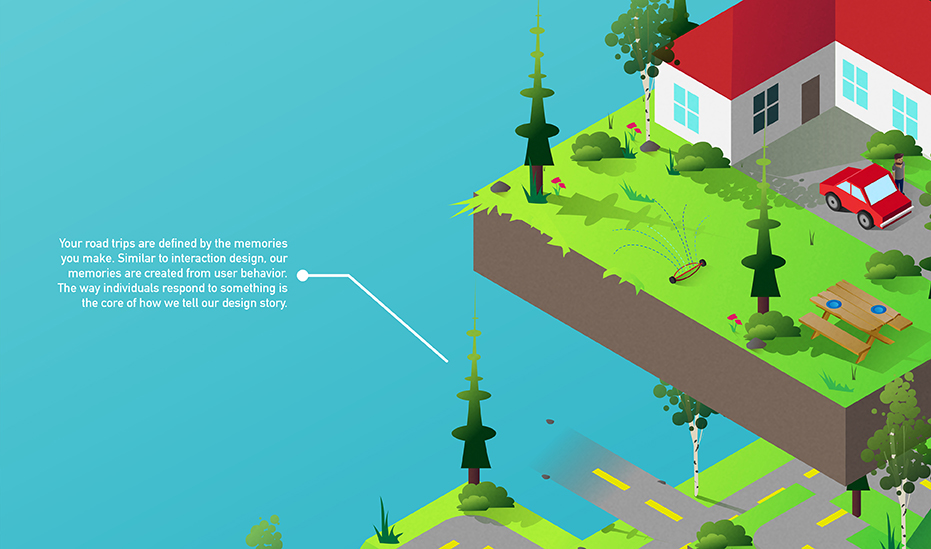 Your road trips are defined by the memories
you make. Similar to interaction design, our
memories are created from user behavior.
The way individuals respond to something is
the core of how we tell our design story.